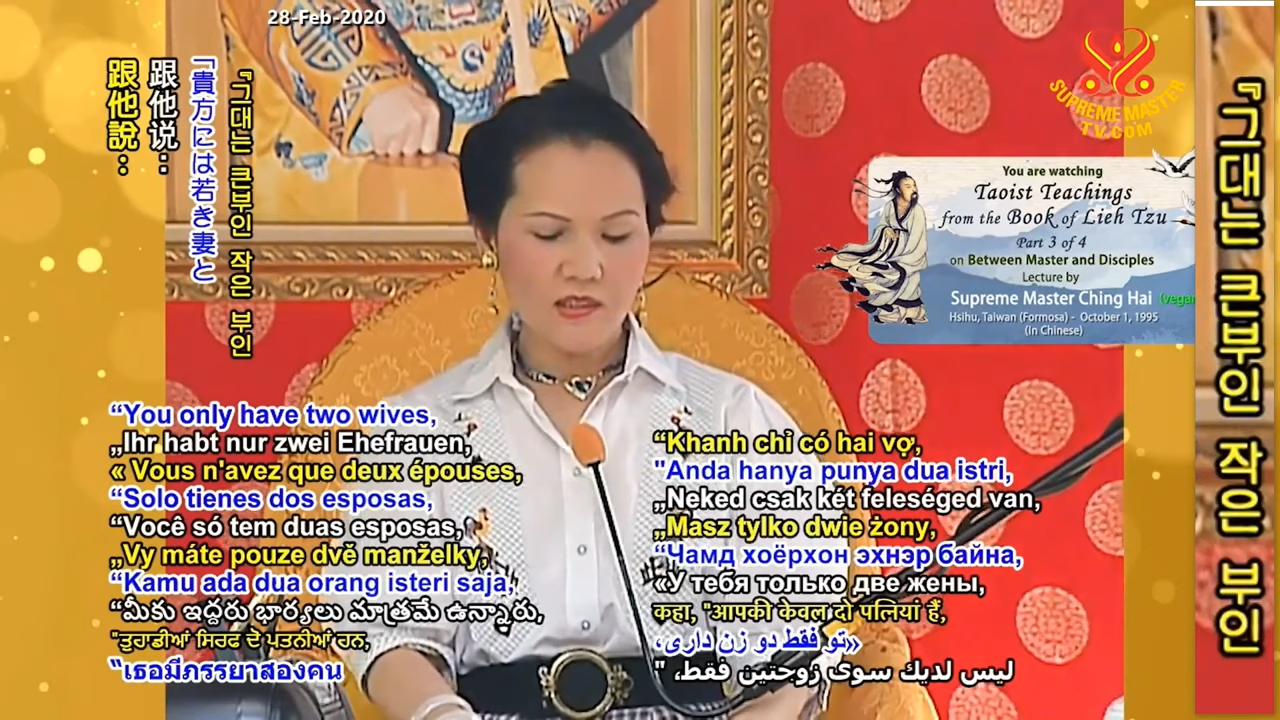 28-Feb-2020
跟他說：
跟他说：
「貴方には若き妻と
『그대는 큰부인 작은 부인
SUPREME MASTER
TV.COM
You are watching
Taoist Teachings
from the Book of Lieh Tzu
Part 3 of 4
on Between Master and Disciples
Lecture by
Supreme Master Ching Hai (vegan
Hsihu, Taiwan (Formosa) - October 1, 1995
(In Chinese)
“You only have two wives,
„Ihr habt nur zwei Ehefrauen,
« Vous n'avez que deux épouses,
“Solo tienes dos esposas,
“Você só tem duas esposas,
„Vy máte pouze dvě manželky,
“Kamu ada dua orang isteri saja,
“మీకు ఇద్దరు భార్యలు మాత్రమే ఉన్నారు,
"ਤੁਹਾਡੀਆਂ ਸਿਰਫ ਦੋ ਪਤਨੀਆਂ ਹਨ,
“เธอมีภรรยาสองคน
“Khanh chỉ có hai vợ,
"Anda hanya punya dua istri,
„Neked csak két feleséged van,
„Masz tylko dwie żony,
“Чамд хоёрхон эхнэр байна,
«У тебя только две жены,
कहा, "आपकी केवल दो पत्नियां हैं,
«تو فقط دو زن داری،
" ليس لديك سوى زوجتين فقط،
『그대는 큰부인 작은 부인